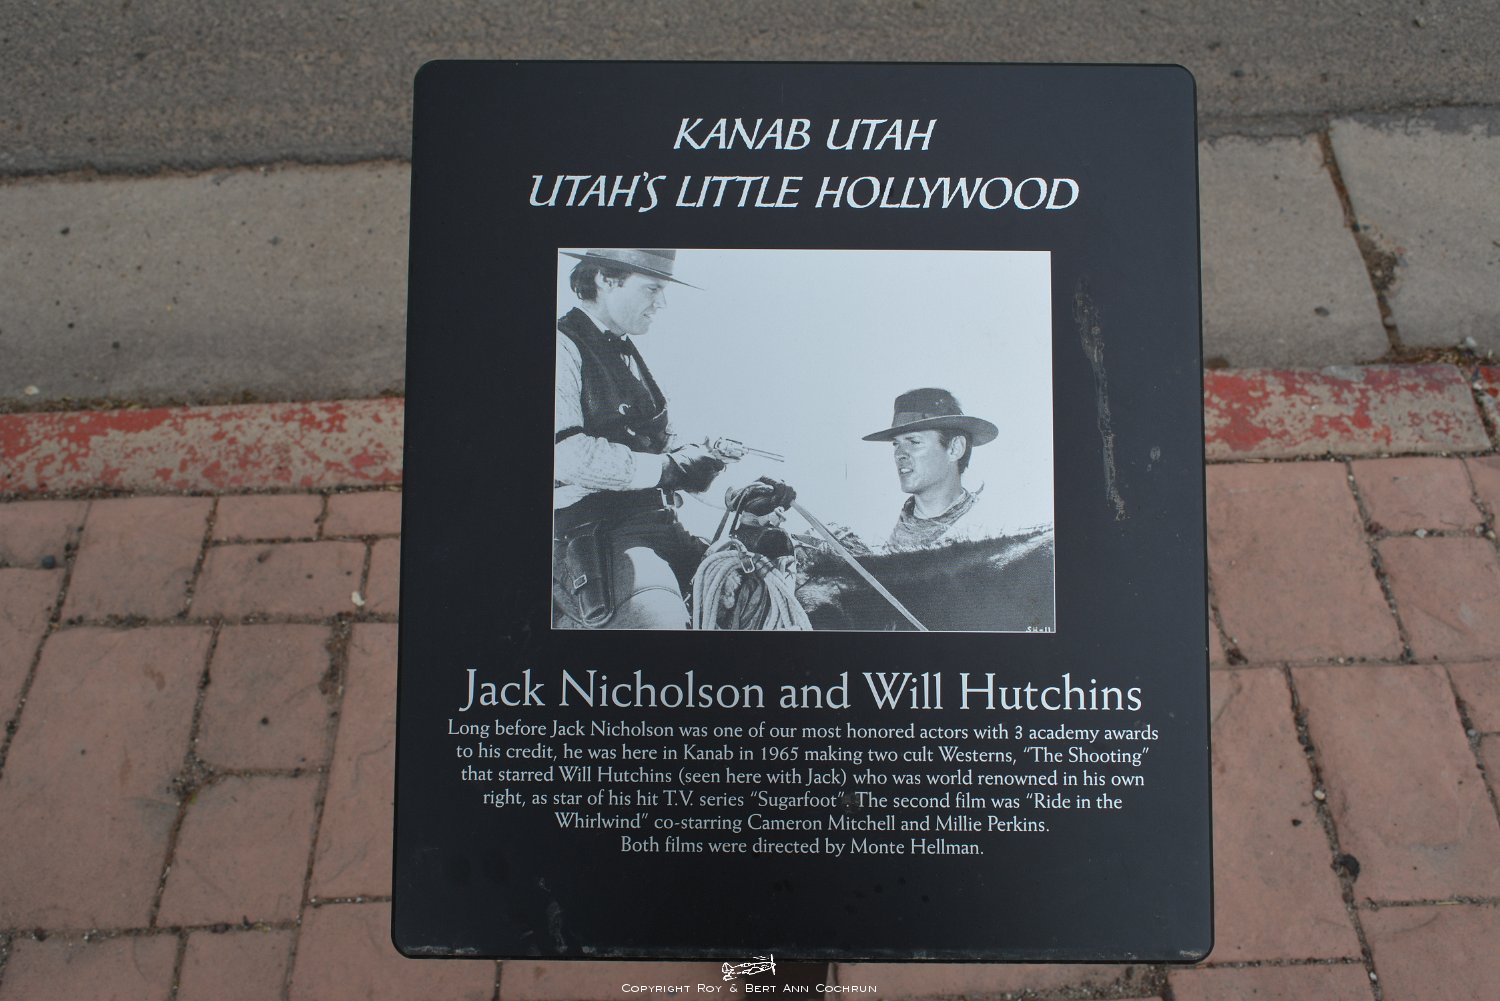 KANAB UTAH
UTAH'S LITTLE HOLLYWOOD
Jack Nicholson and Will Hutchins
Long before Jack Nicholson was one of our most honored actors with 3 academy awards
to his credit, he was here in Kanab in 1965 making two cult Westerns, “The Shooting”
that starred Will Hutchins (seen here with Jack) who was world renowned in his own
right, as star of his hit T.V. series “Sugarfoot”. The second film was “Ride in the
Whirlwind” co-starring Cameron Mitchell and Millie Perkins.
Both films were directed by Monte Hellman.
Copyright Roy & Bert Ann Cochrun